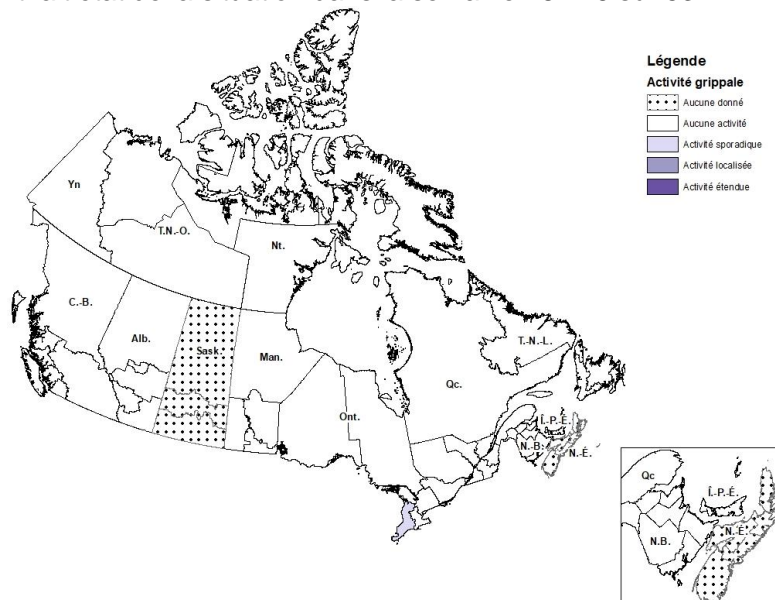 Légende
Activité grippale
Aucune donné
Aucune activité
Activité sporadique
Activité localisée
Activité étendue
Yn
T.N.-O.
Nt.
C.-B.
Alb.
Sask.
Man.
Ont.
Qc.
T.-N.-L.
Î.-P.-É.
N.-B.
N.-É.
Qc
Î.-P.-É.
N.-É.
N.B.